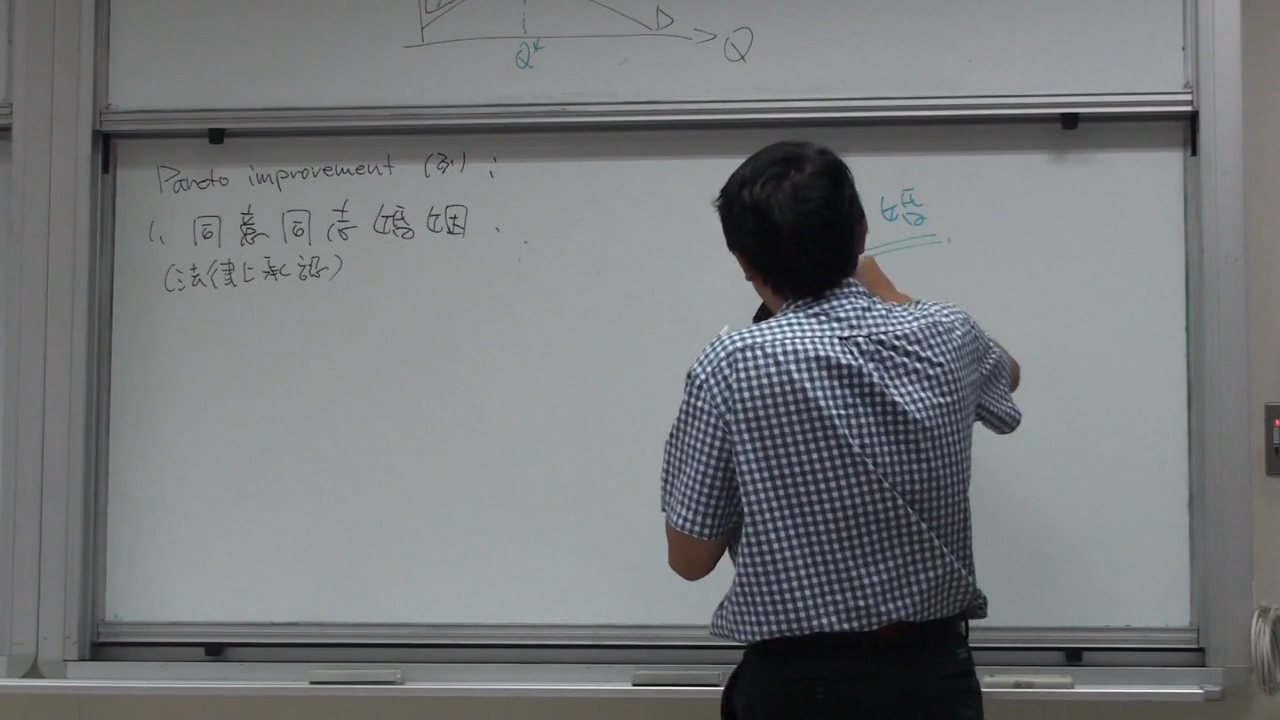 D
Q
Q*
Pareto improvement (例):
1. 同意同志婚姻.
(法律上承認)
婚